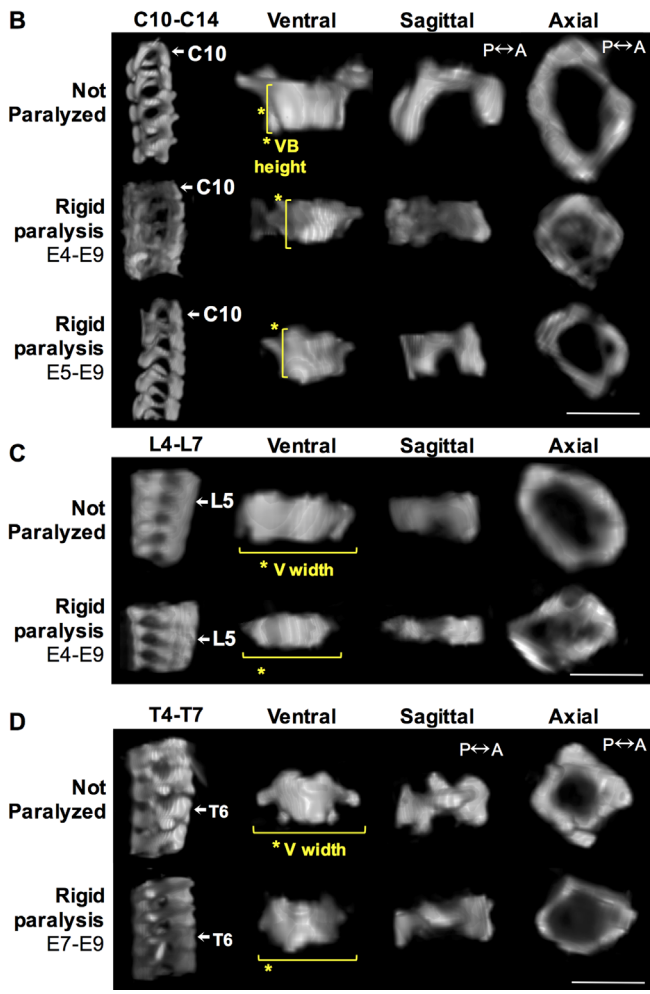 B
C10-C14 Ventral Sagittal Axial
Not
Paralyzed
C10
P↔A
P↔A
*
* VB
height
Rigid
paralysis
E4-E9
C10
*
Rigid
paralysis
E5-E9
C10
*
C
L4-L7 Ventral Sagittal Axial
Not
Paralyzed
L5
* V width
Rigid
paralysis
E4-E9
L5
*
D
T4-T7 Ventral Sagittal Axial
P↔A
P↔A
Not
Paralyzed
T6
* V width
Rigid
paralysis
E7-E9
T6
*